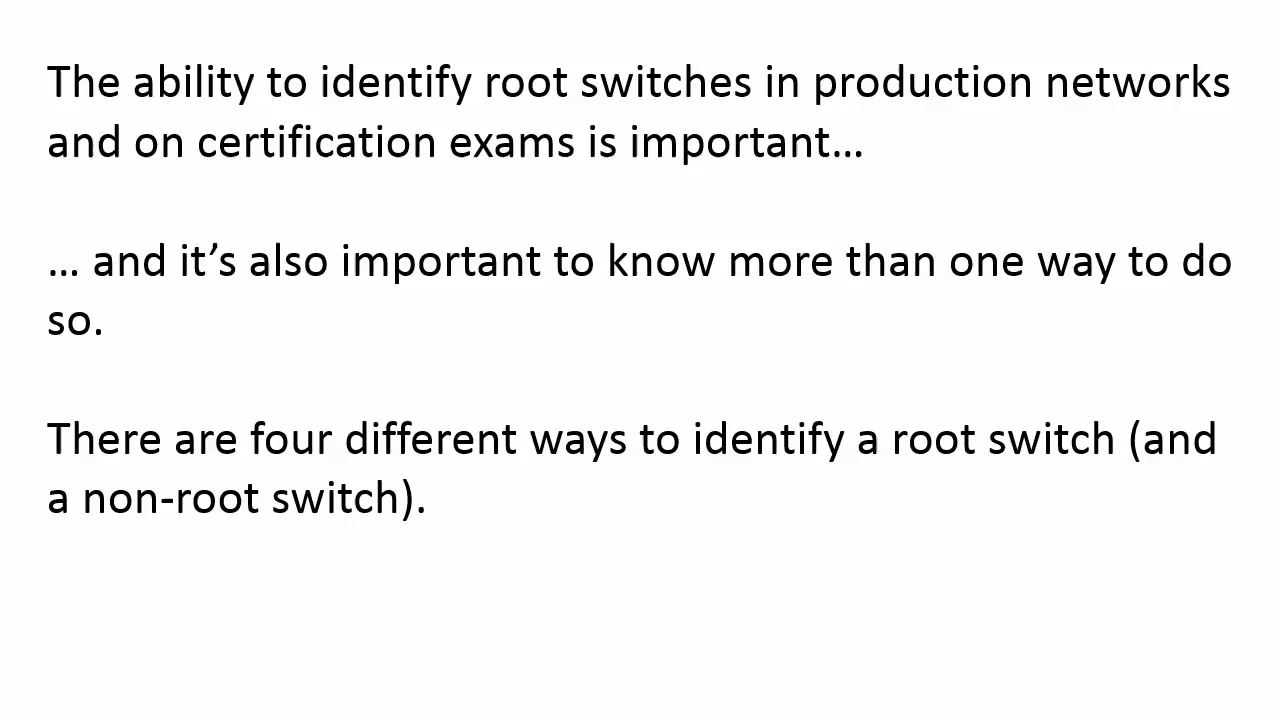 The ability to identify root switches in production networks
and on certification exams is important…
… and it’s also important to know more than one way to do
so.
There are four different ways to identify a root switch (and
a non-root switch).